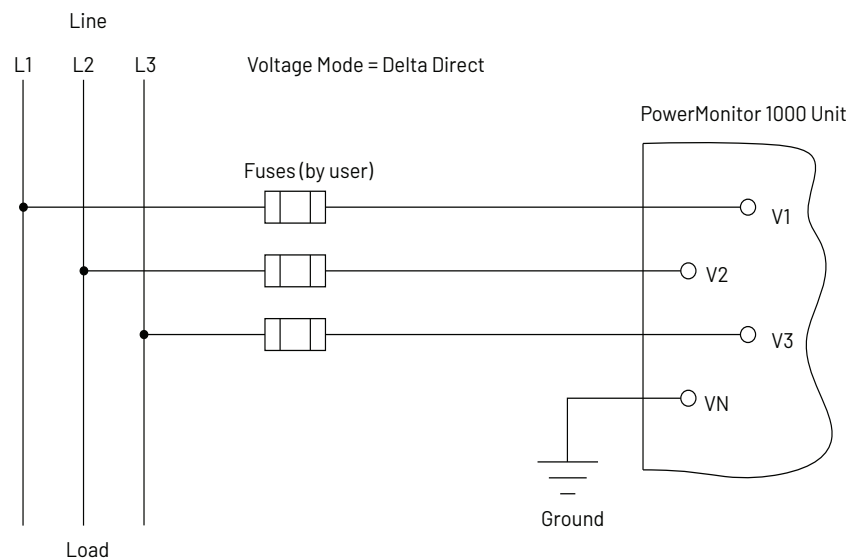 Line
L1 L2 L3 Voltage Mode = Delta Direct
PowerMonitor 1000 Unit
Fuses (by user)
V1
V2
V3
VN
Ground
Load